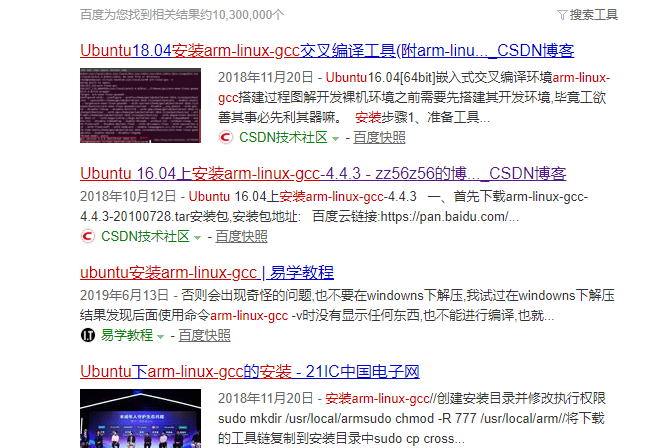 百度为您找到相关结果约10,300,000个
搜索工具
Ubuntu18.04安装arm-linux-gcc交叉编译工具(附arm-linu..._CSDN博客
2018年11月20日 - Ubuntu16.04[64bit]嵌入式交叉编译环境arm-linux-
gcc搭建过程图解开发裸机环境之前需要先搭建其开发环境,毕竟工欲
善其事必先利其器嘛。 安装步骤1、准备工具...
CSDN技术社区 - 百度快照
Ubuntu 16.04上安装arm-linux-gcc-4.4.3 - zz56z56的博..._CSDN博客
2018年10月12日 - Ubuntu 16.04上安装arm-linux-gcc-4.4.3 一、首先下载arm-linux-gcc-
4.4.3-20100728.tar安装包,安装包地址: 百度云链接:https://pan.baidu.com/...
CSDN技术社区 - 百度快照
ubuntu安装arm-linux-gcc | 易学教程
2019年6月13日 - 否则会出现奇怪的问题,也不要在windowns下解压,我试过在windowns下解压
结果发现后面使用命令arm-linux-gcc -v时没有显示任何东西,也不能进行编译,也就...
易学教程 - 百度快照
Ubuntu下arm-linux-gcc的安装 - 21IC中国电子网
2018年11月20日 - 安装arm-linux-gcc//创建安装目录并修改执行权限
sudo mkdir /usr/local/armsudo chmod -R 777 /usr/local/arm//将下载
的工具链复制到安装目录中sudo cp cross...